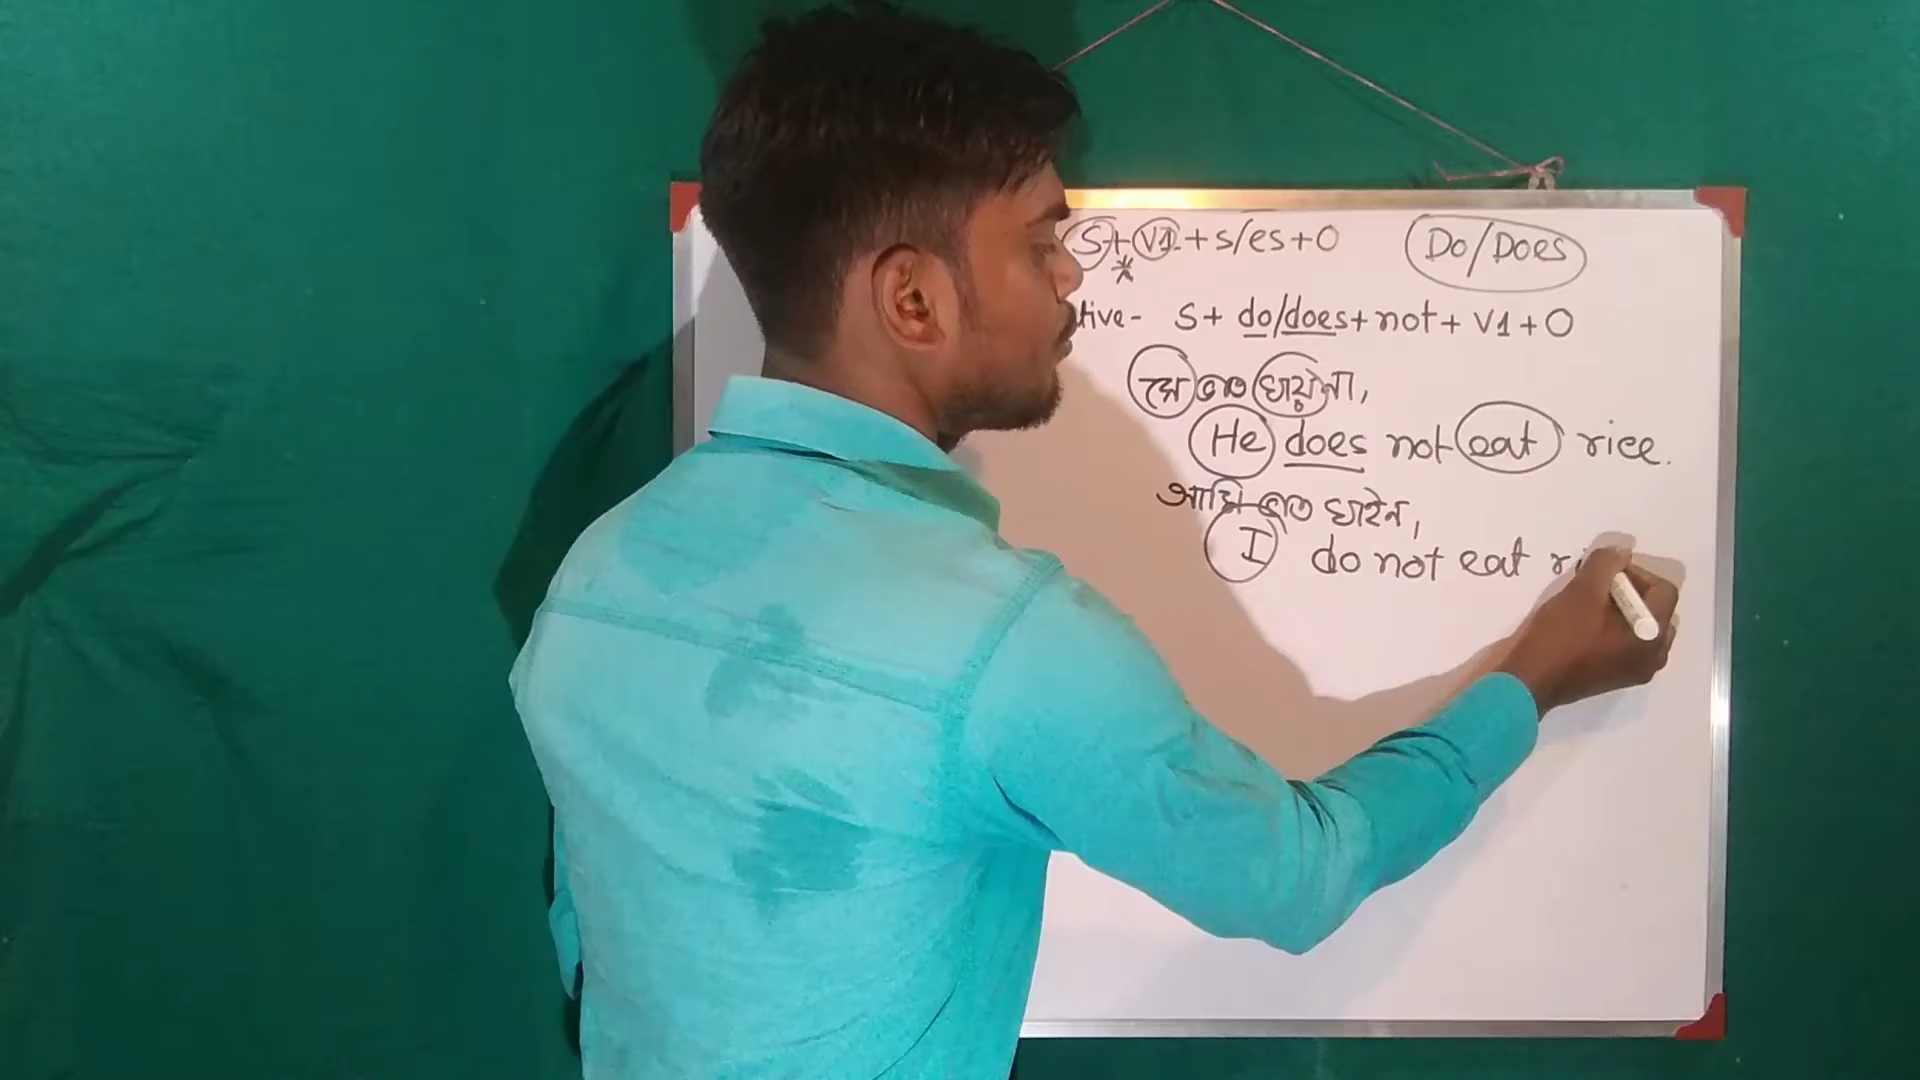 S+V1+s/es+O Do/Does
tive- S+ do/does+not+ V1+O
সে ভাত খায়না,
He does not eat rice.
আমি ভাত খাইন,
I do not eat ri